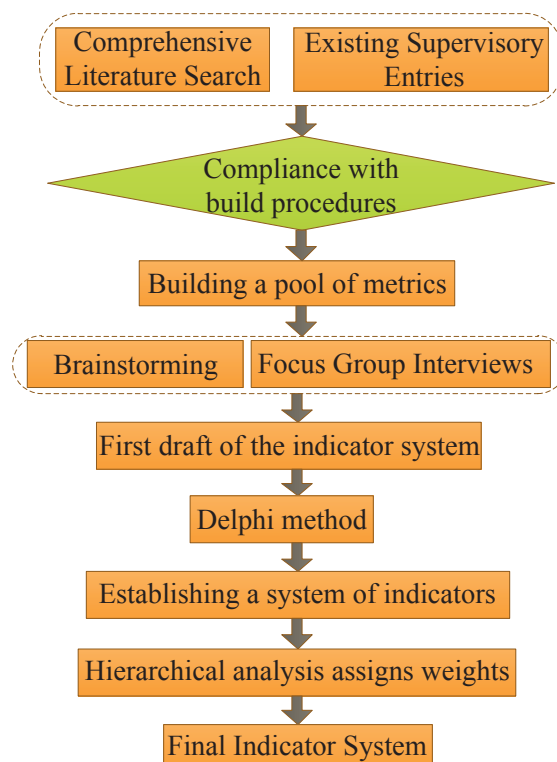 Comprehensive
Literature Search
Existing Supervisory
Entries
Compliance with
build procedures
Building a pool of metrics
Brainstorming
Focus Group Interviews
First draft of the indicator system
Delphi method
Establishing a system of indicators
Hierarchical analysis assigns weights
Final Indicator System